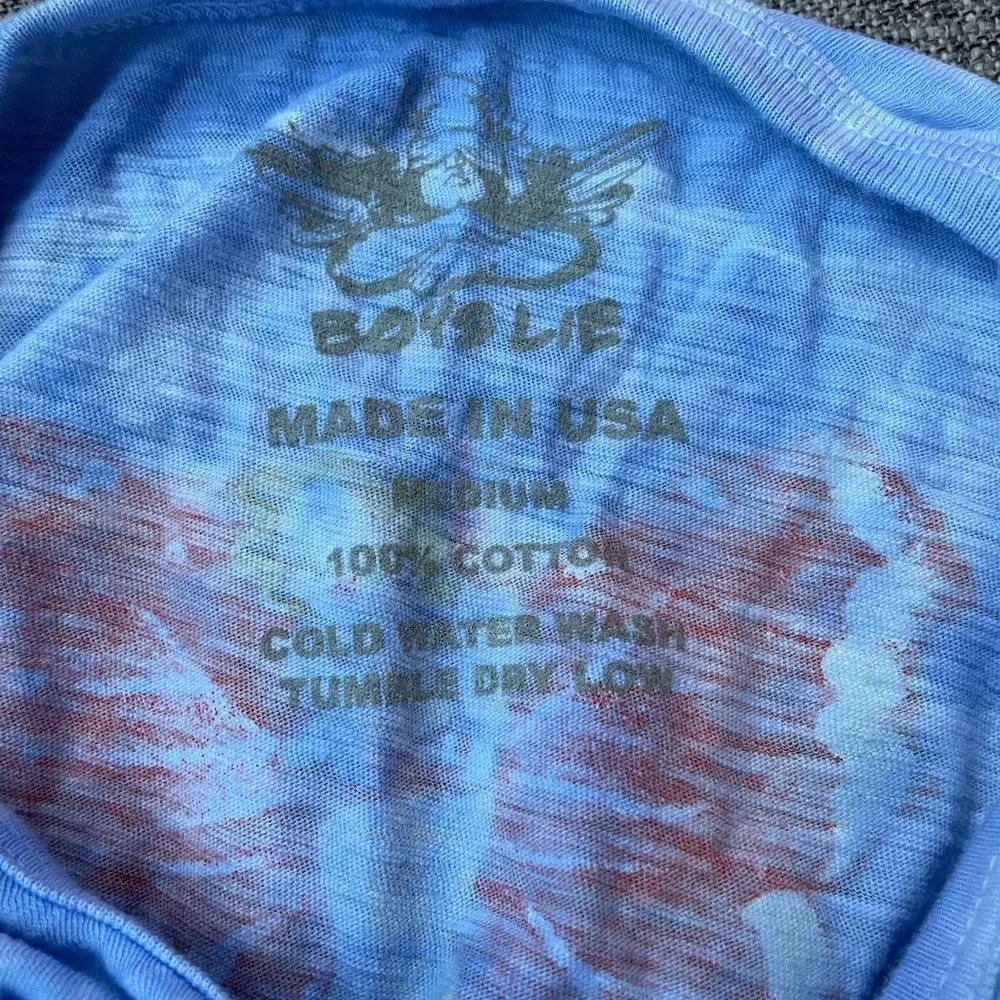 BOYS LIE
MADE IN USA
MEDIUM
100% COTTON
COLD WATER WASH
TUMBLE DRY LOW